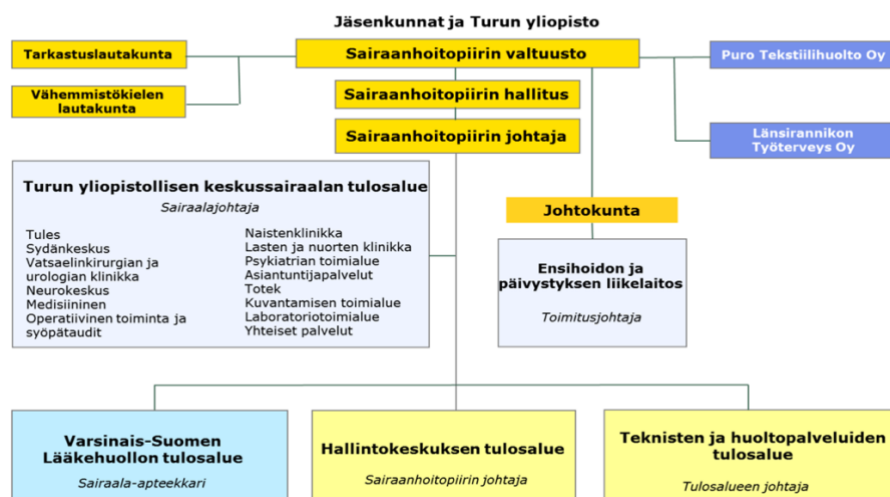 Jäsenkunnat ja Turun yliopisto
Tarkastuslautakunta
Sairaanhoitopiirin valtuusto
Puro Tekstiilihuolto Oy
Vähemmistökielen
lautakunta
Sairaanhoitopiirin hallitus
Sairaanhoitopiirin johtaja
Länsirannikon
Työterveys Oy
Turun yliopistollisen keskussairaalan tulosalue
Sairaalajohtaja
Tules
Sydänkeskus
Vatsaelinkirurgian ja
urologian klinikka
Neurokeskus
Medisiininen
Operatiivinen toiminta ja
syöpätaudit
Naistenklinikka
Lasten ja nuorten klinikka
Psykiatrian toimialue
Asiantuntijapalvelut
Totek
Kuvantamisen toimialue
Laboratoriotoimialue
Yhteiset palvelut
Johtokunta
Ensihoidon ja
päivystyksen liikelaitos
Toimitusjohtaja
Varsinais-Suomen
Lääkehuollon tulosalue
Sairaala-apteekkari
Hallintokeskuksen tulosalue
Sairaanhoitopiirin johtaja
Teknisten ja huoltopalveluiden
tulosalue
Tulosalueen johtaja